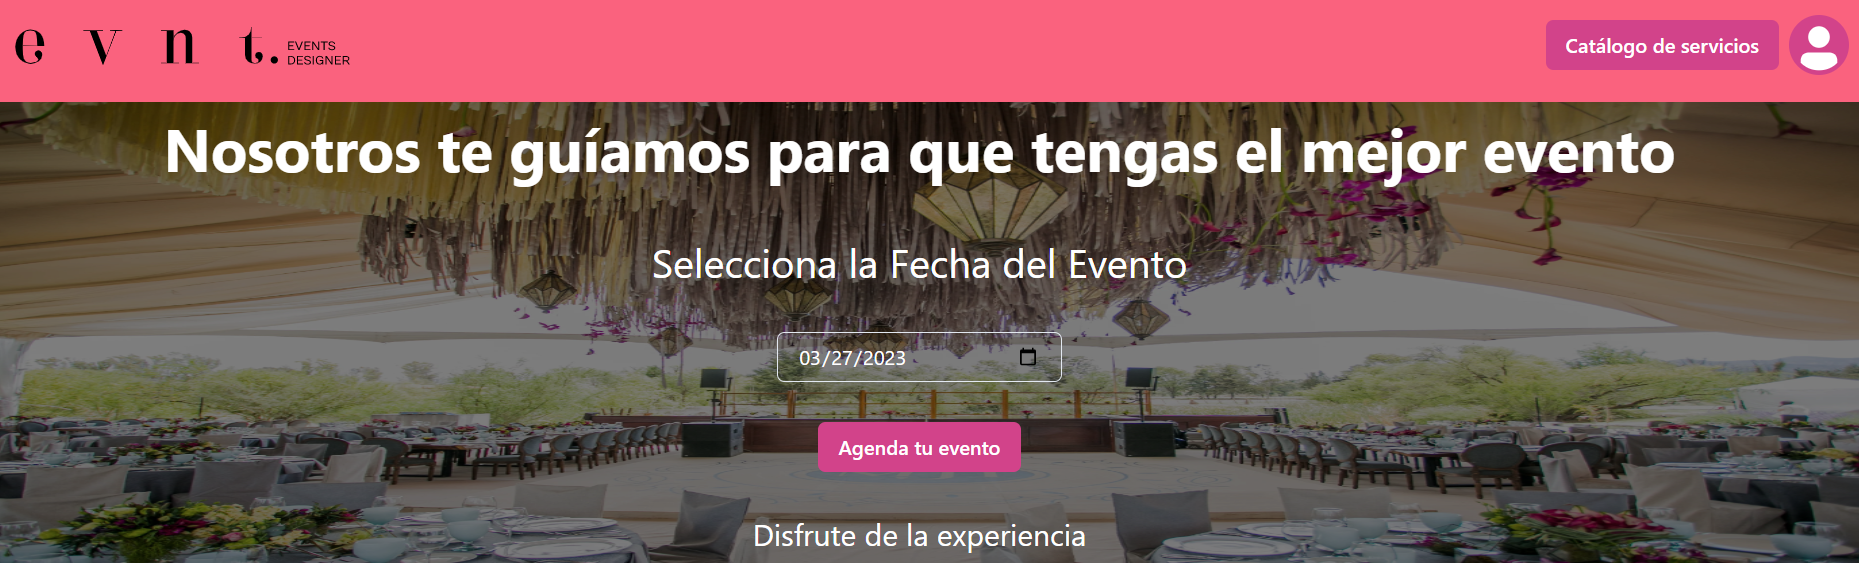 evnt. EVENTS
DESIGNER
Catálogo de servicios
Nosotros te guíamos para que tengas el mejor evento
Selecciona la Fecha del Evento
03/27/2023
Agenda tu evento
Disfrute de la experiencia